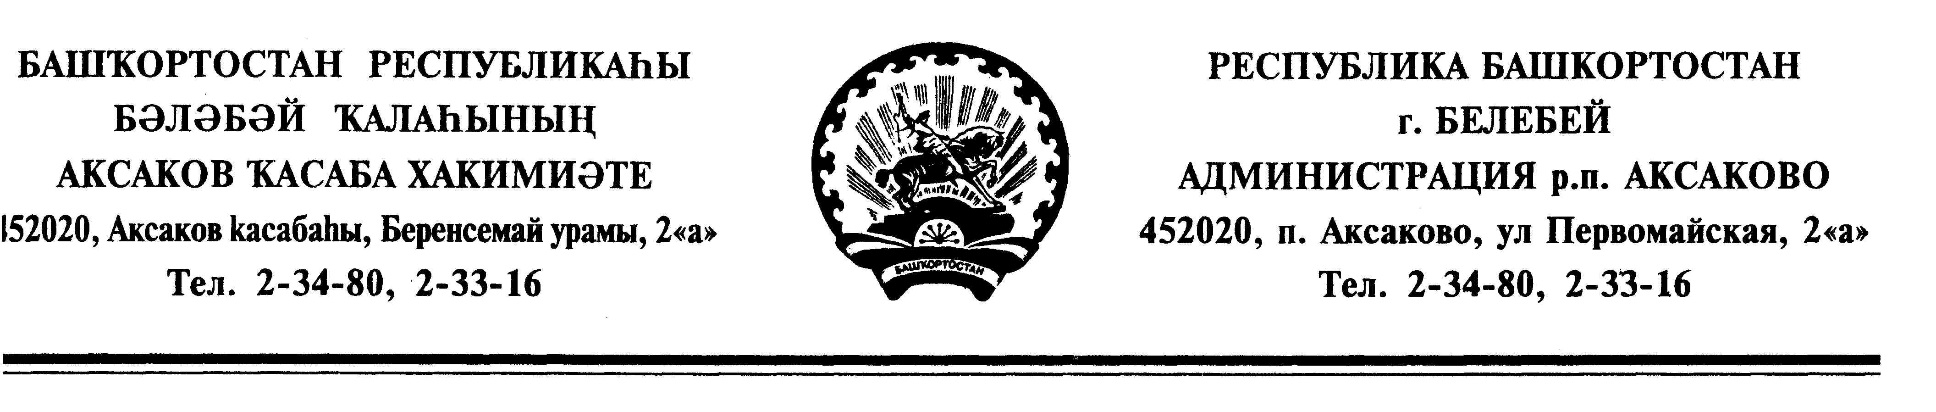 БАШҠОРТОСТАН РЕСПУБЛИКАҺЫ
БӘЛӘБӘЙ ҠАЛАҺЫНЫҢ
АКСАКОВ ҠАСАБА ХАКИМИӘТЕ
452020, Аксаков kасабаhы, Беренсемай урамы, 2«а»
Тел. 2-34-80, 2-33-16
БАШҠОРТОСТАН
РЕСПУБЛИКА БАШКОРТОСТАН
г. БЕЛЕБЕЙ
АДМИНИСТРАЦИЯ р.п. АКСАКОВО
452020, п. Аксаково, ул Первомайская, 2«а»
Тел. 2-34-80, 2-33-16